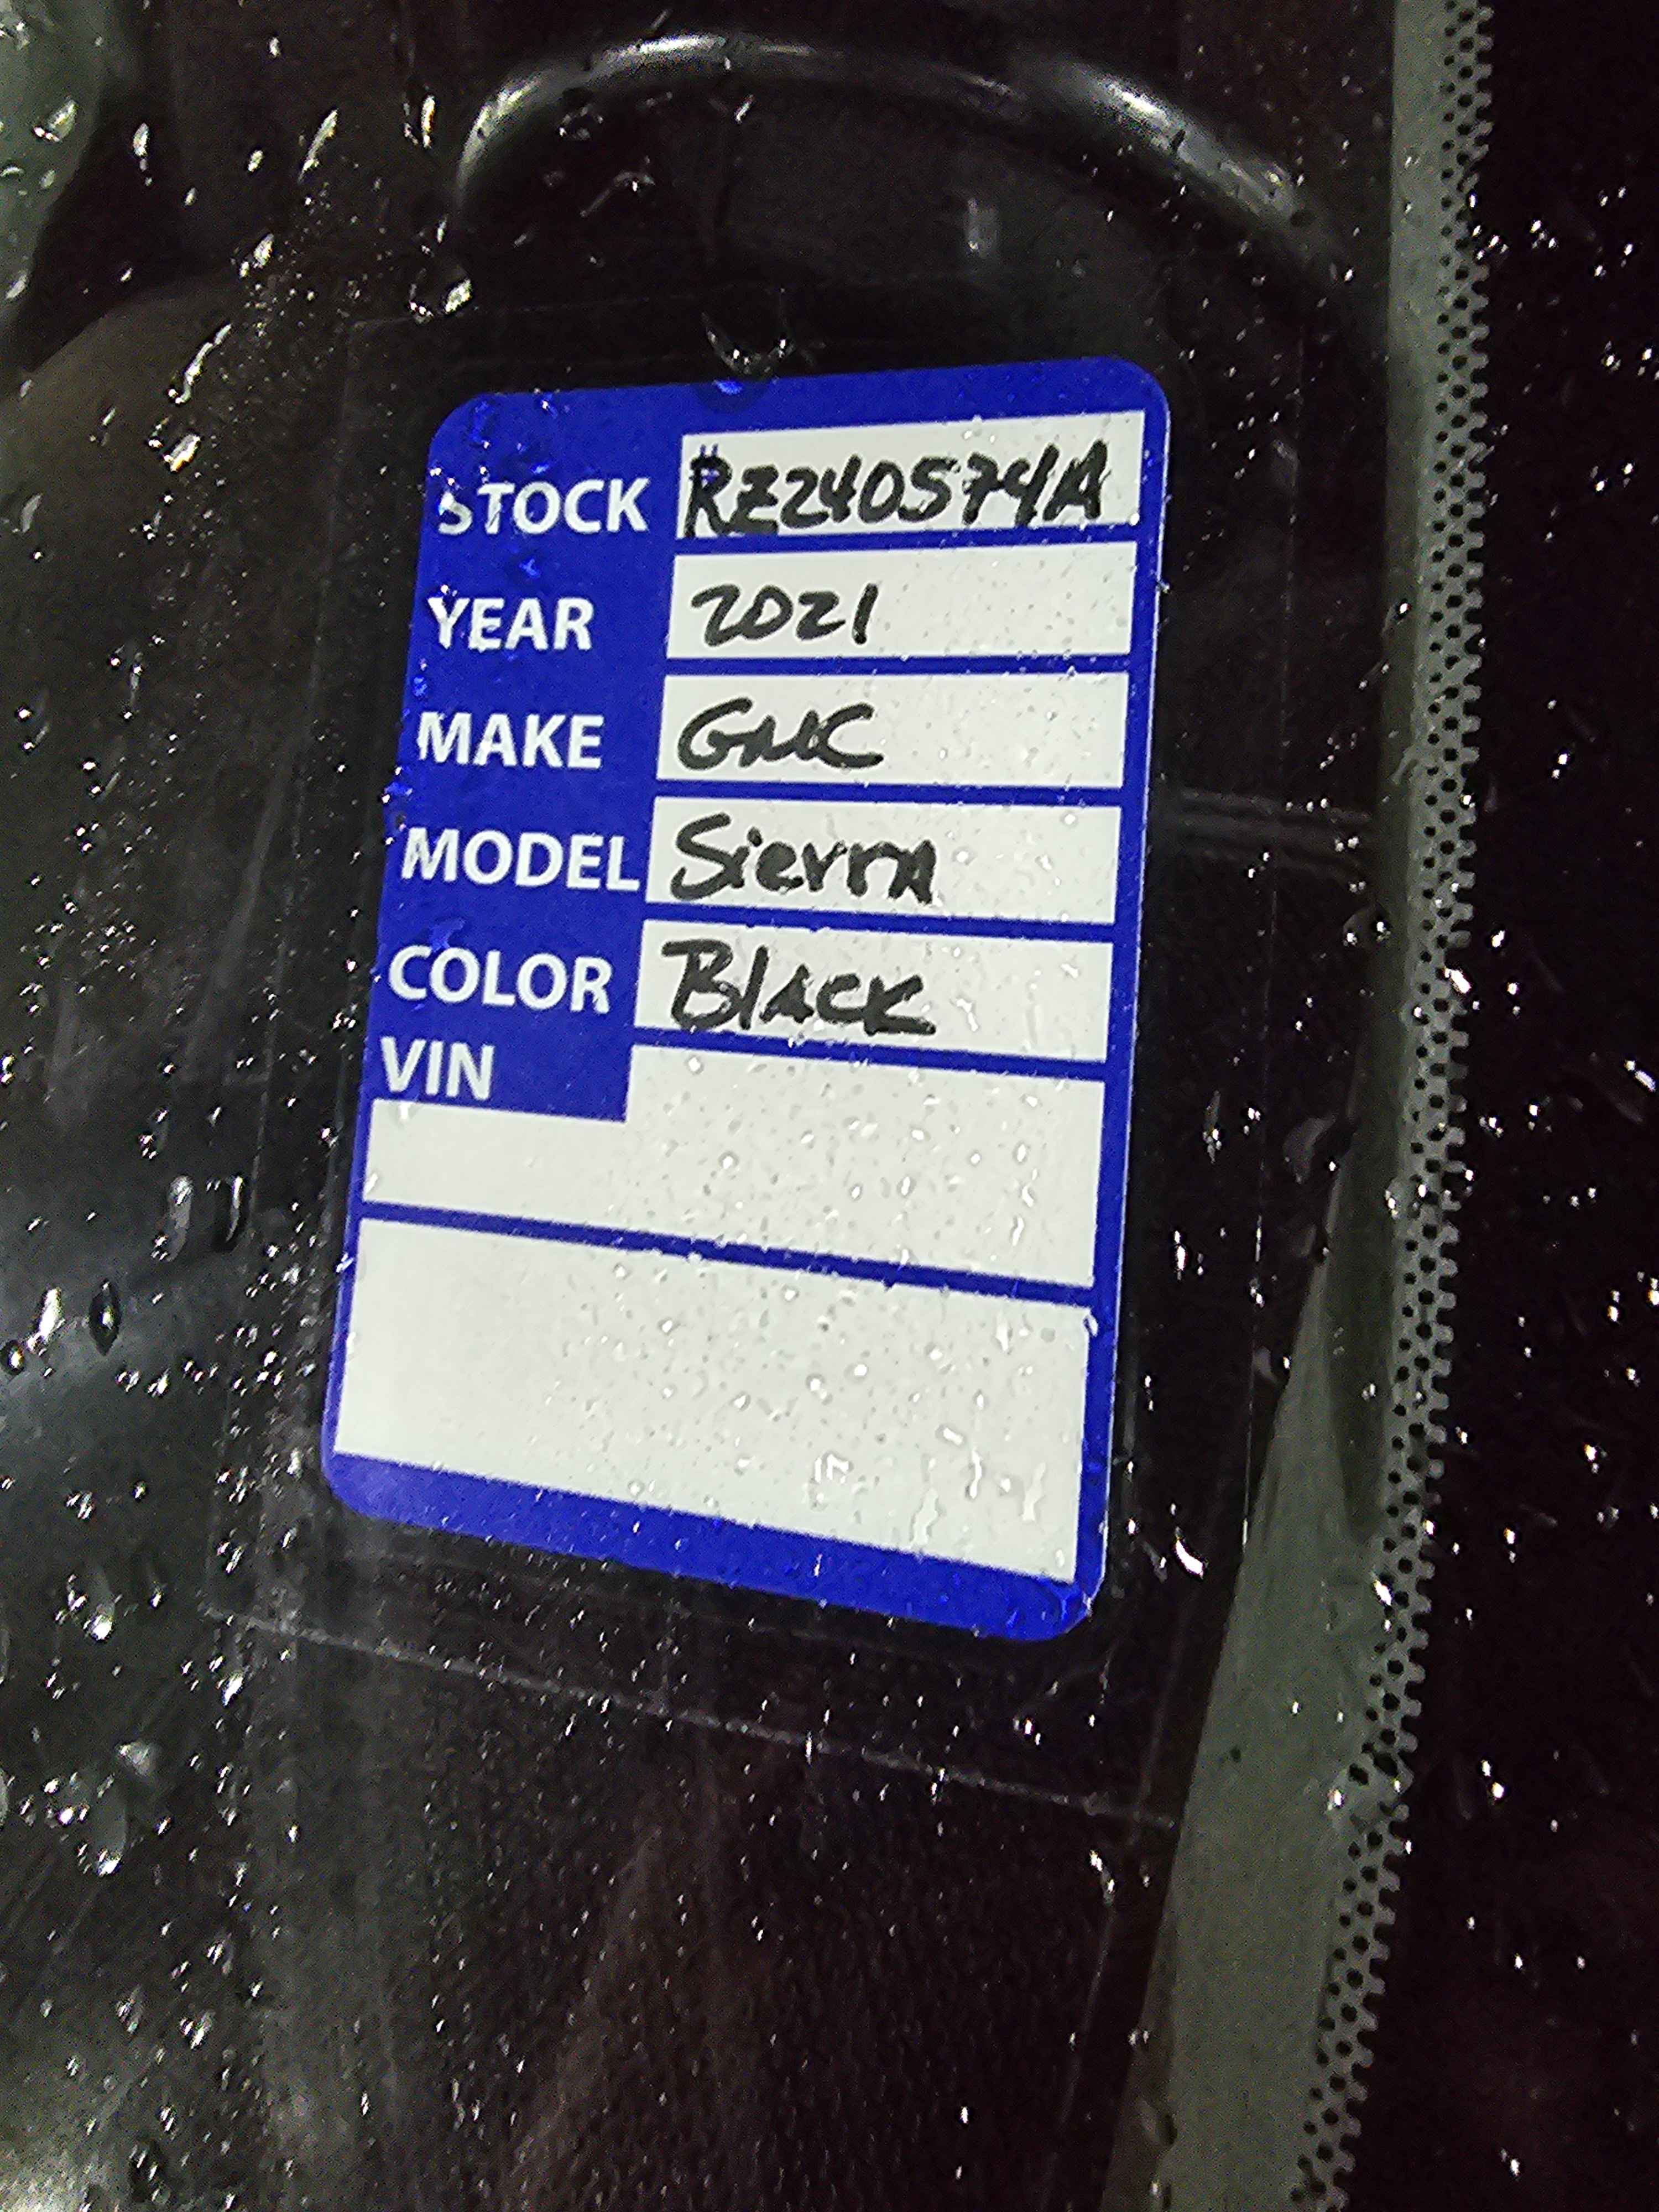 STOCK RZ240574A
YEAR 2021
MAKE GMC
MODEL Sierra
COLOR Black
VIN